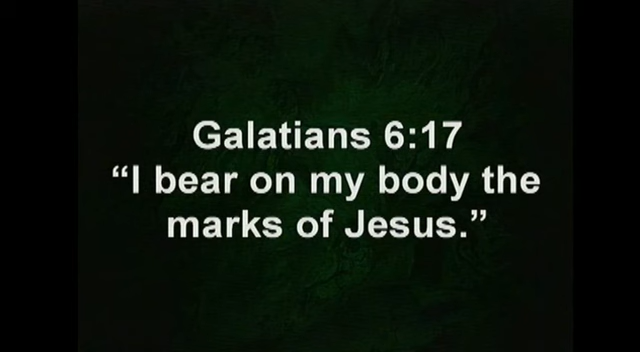 Galatians 6:17
“I bear on my body the
marks of Jesus.”